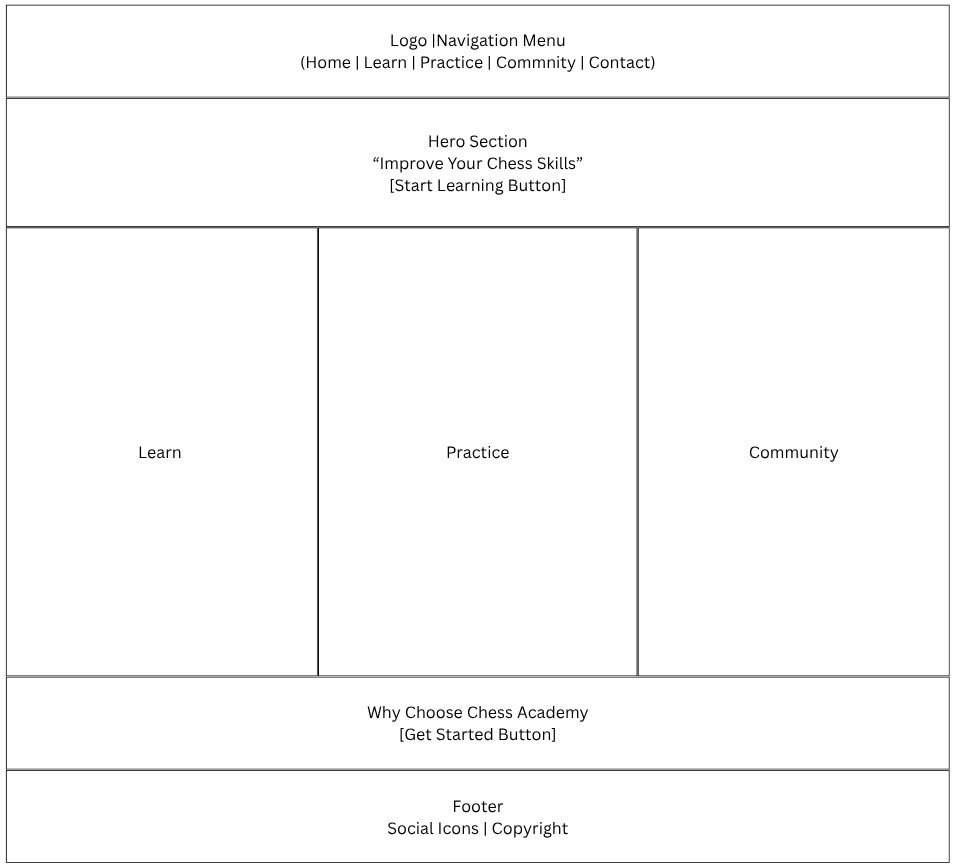 Logo |Navigation Menu
(Home | Learn | Practice | Commnity | Contact)
Hero Section
“Improve Your Chess Skills”
[Start Learning Button]
Learn
Practice
Community
Why Choose Chess Academy
[Get Started Button]
Footer
Social Icons | Copyright